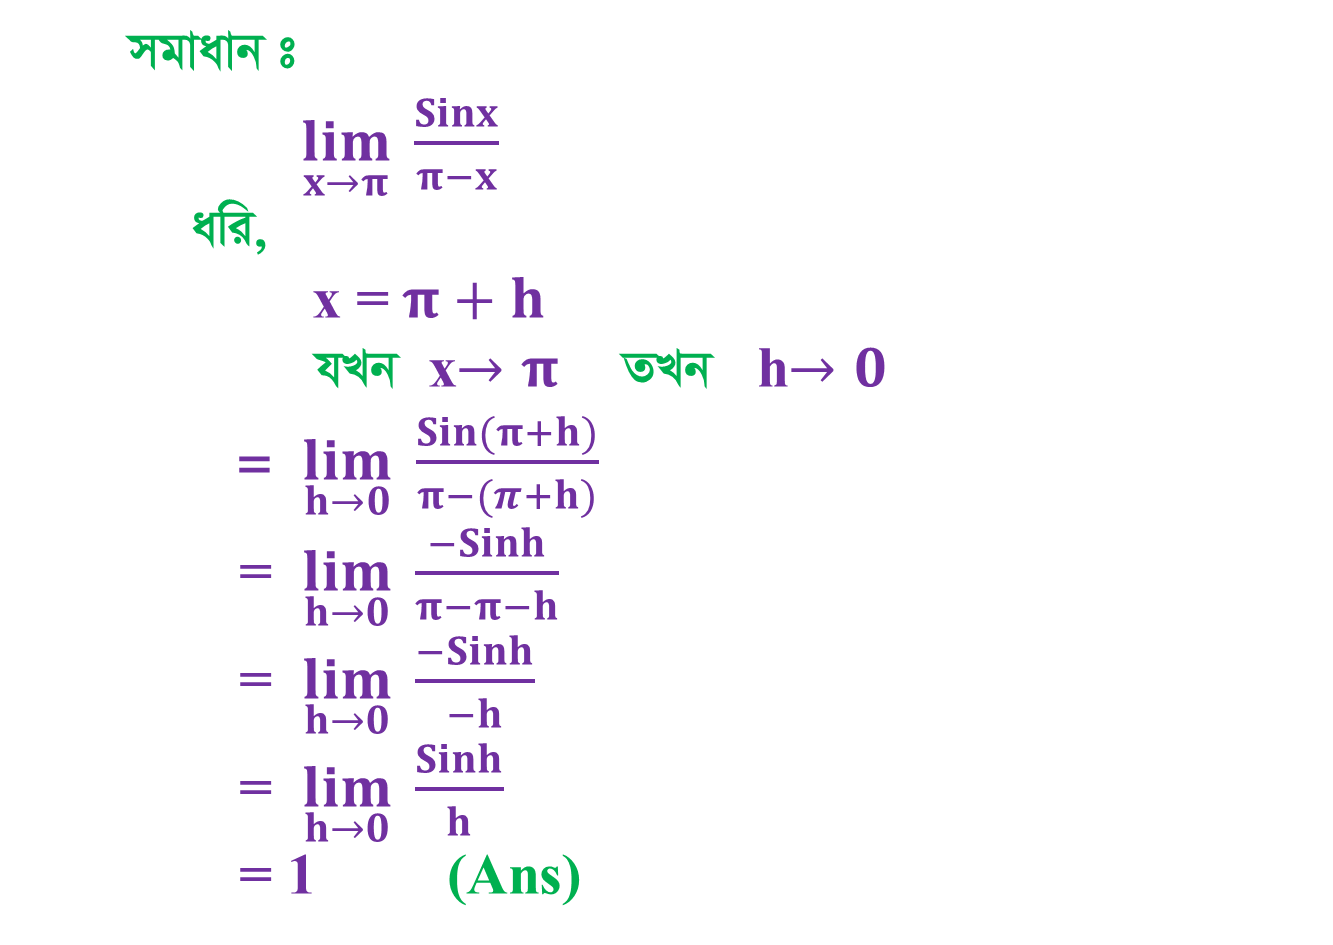 সমাধান ঃ
lim x→π Sinx/π−x
ধরি,
x = π + h
যখন x→ π তখন h→ 0
= lim h→0 Sin(π+h)/π−(π+h)
= lim h→0 −Sinh/π−π−h
= lim h→0 −Sinh/−h
= lim h→0 Sinh/h
= 1 (Ans)